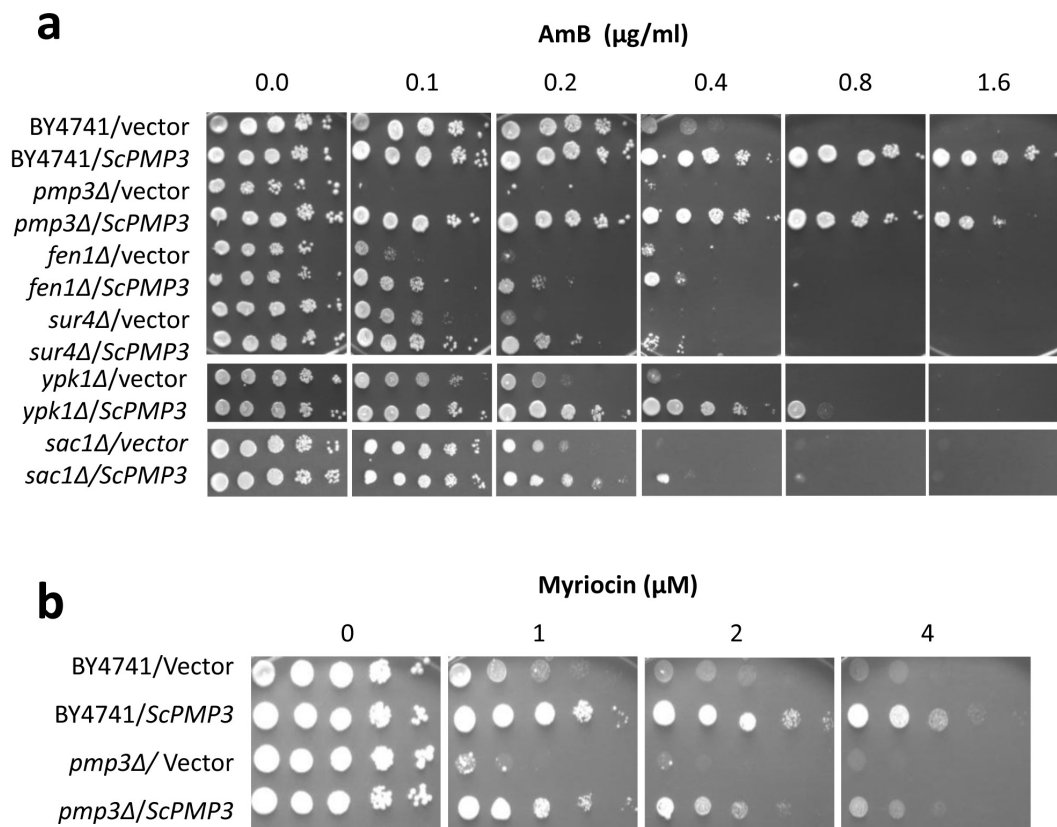 a
AmB (µg/ml)
0.0 0.1 0.2 0.4 0.8 1.6
BY4741/vector
BY4741/ScPMP3
pmp3Δ/vector
pmp3Δ/ScPMP3
fen1Δ/vector
fen1Δ/ScPMP3
sur4Δ/vector
sur4Δ/ScPMP3
ypk1Δ/vector
ypk1Δ/ScPMP3
sac1Δ/vector
sac1Δ/ScPMP3
b
Myriocin (µM)
0 1 2 4
BY4741/Vector
BY4741/ScPMP3
pmp3Δ/ Vector
pmp3Δ/ScPMP3